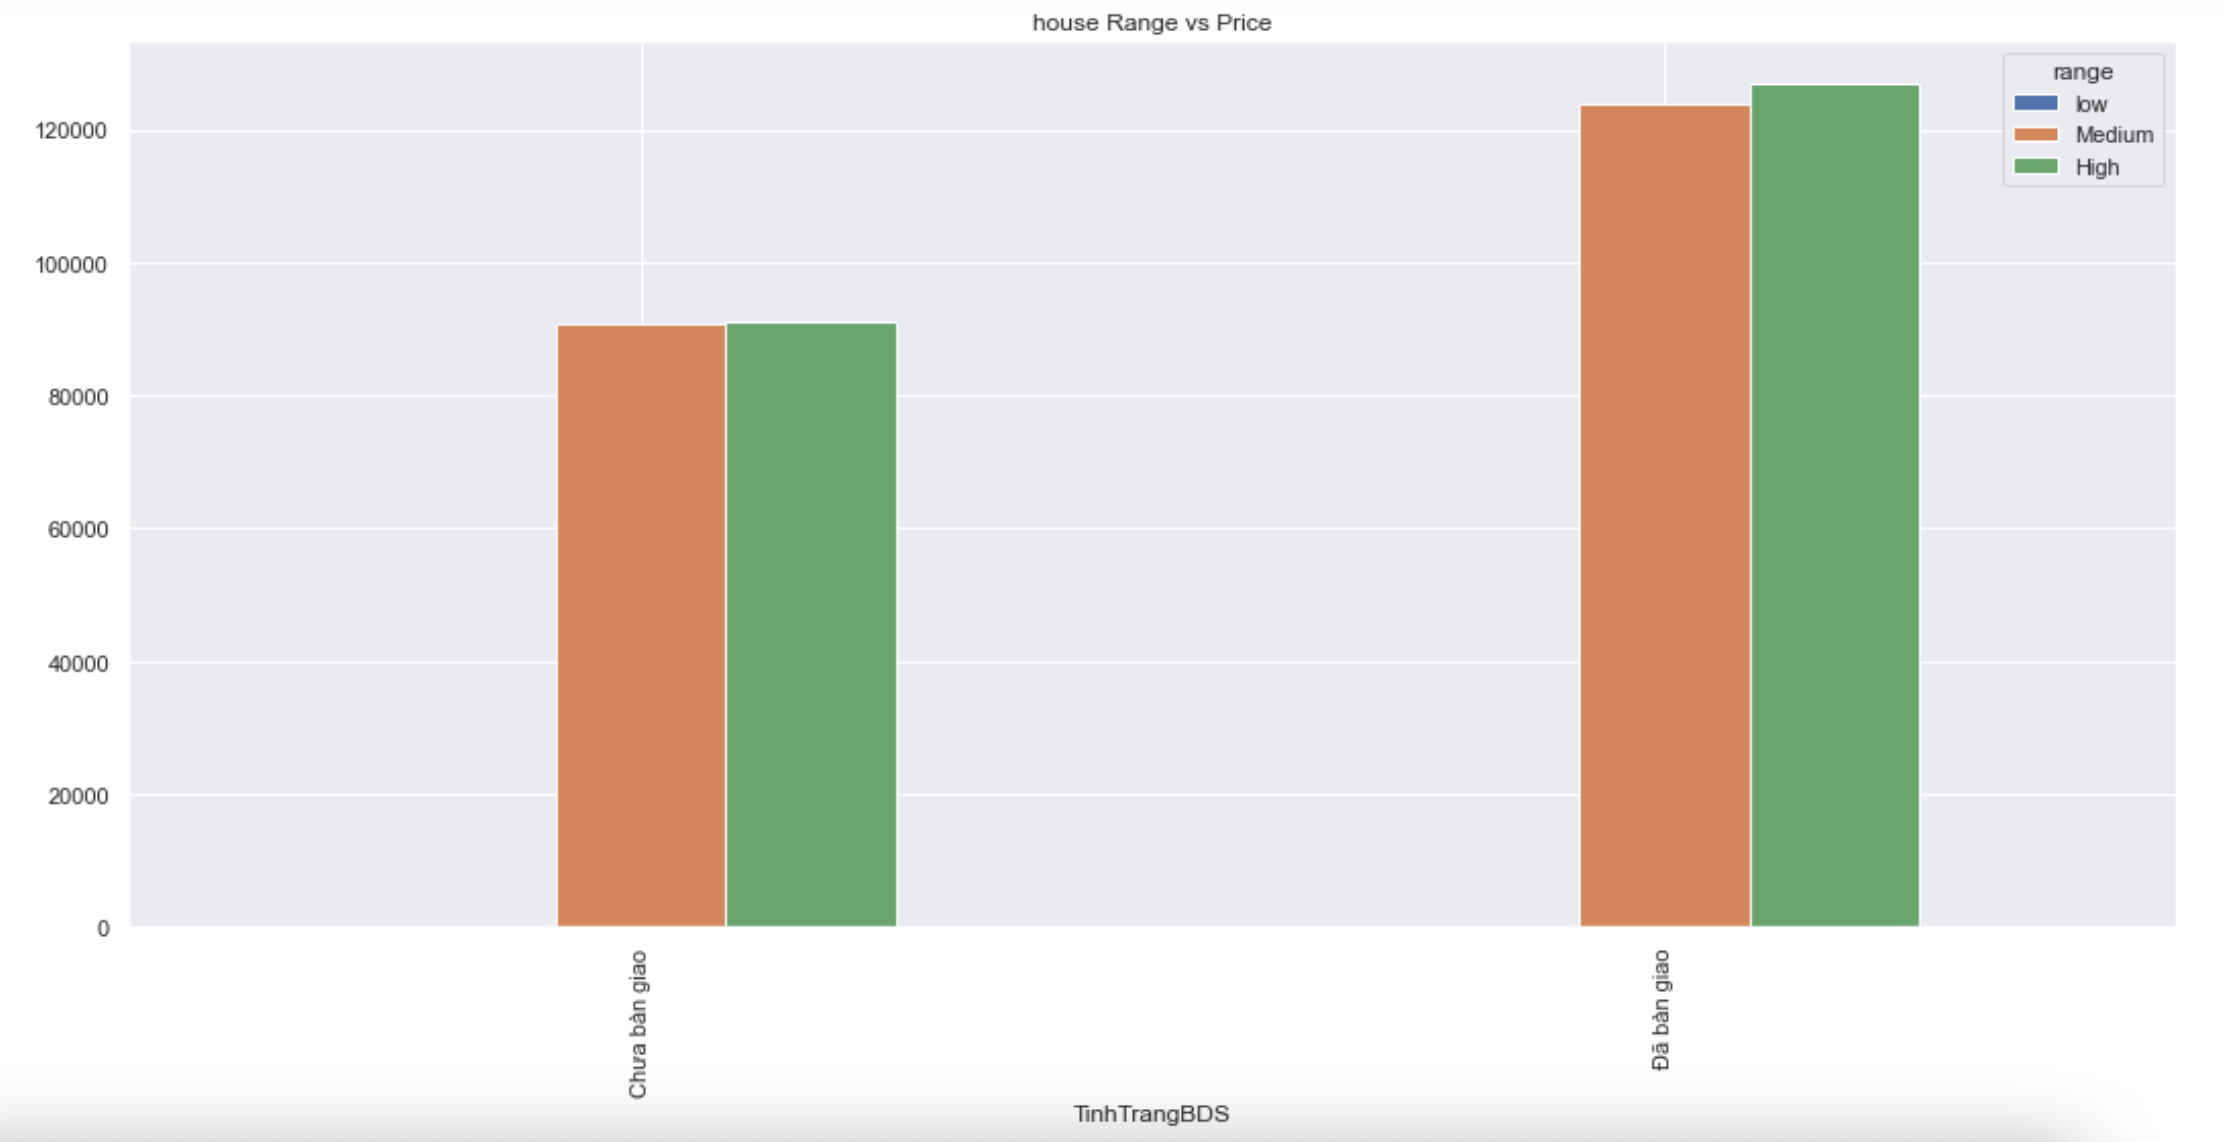 house Range vs Price
range
low
Medium
High
120000
100000
80000
60000
40000
20000
0
Chưa bàn giao
Đã bàn giao
TinhTrangBDS